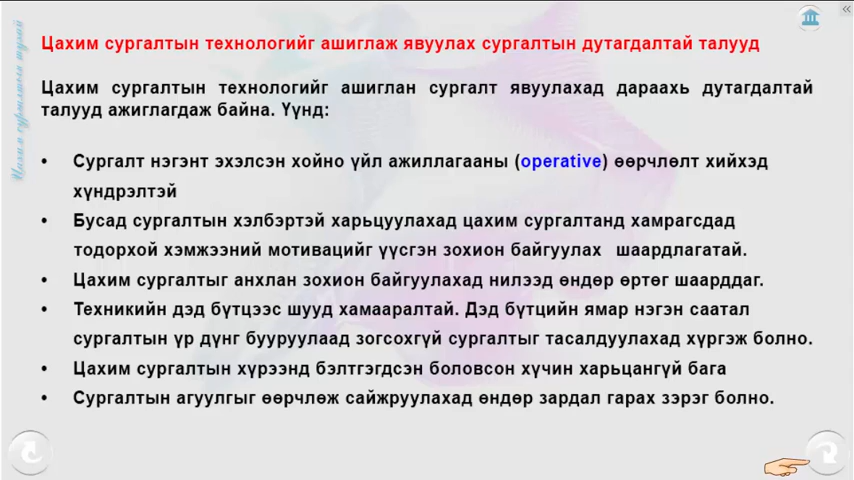 Цахим сургалтын технологийг ашиглаж явуулах сургалтын дутагдалтай талууд
Цахим сургалтын технологийг ашиглан сургалт явуулахад дараахь дутагдалтай
талууд ажиглагдаж байна. Үүнд:
• Сургалт нэгэнт эхэлсэн хойно үйл ажиллагааны (operative) өөрчлөлт хийхэд
хүндрэлтэй
• Бусад сургалтын хэлбэртэй харьцуулахад цахим сургалтанд хамрагсдад
тодорхой хэмжээний мотивацийг үүсгэн зохион байгуулах шаардлагатай.
• Цахим сургалтыг анхлан зохион байгуулахад нилээд өндөр өртөг шаарддаг.
• Техникийн дэд бүтцээс шууд хамааралтай. Дэд бүтцийн ямар нэгэн саатал
сургалтын үр дүнг бууруулаад зогсохгүй сургалтыг тасалдуулахад хүргэж болно.
• Цахим сургалтын хүрээнд бэлтгэгдсэн боловсон хүчин харьцангүй бага
• Сургалтын агуулгыг өөрчлөж сайжруулахад өндөр зардал гарах зэрэг болно.